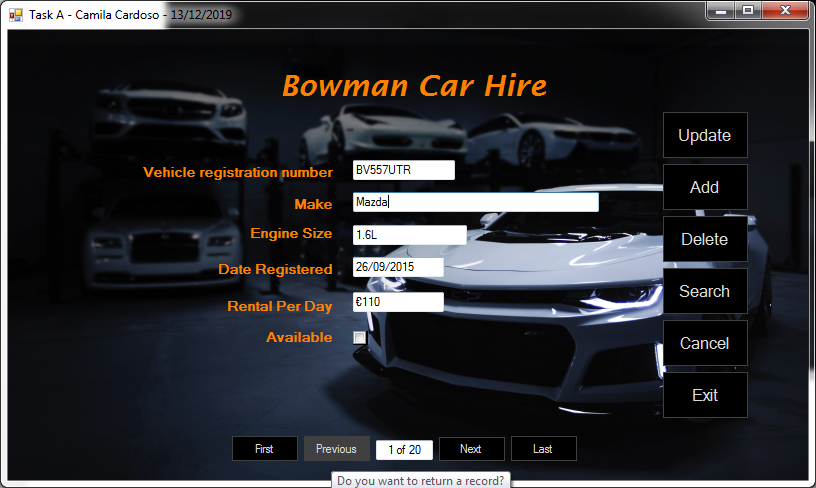 Task A - Camila Cardoso - 13/12/2019
Bowman Car Hire
Vehicle registration number BV557UTR
Make Mazda
Engine Size 1.6L
Date Registered 26/09/2015
Rental Per Day €110
Available
Update
Add
Delete
Search
Cancel
Exit
First Previous 1 of 20 Next Last
Do you want to return a record?